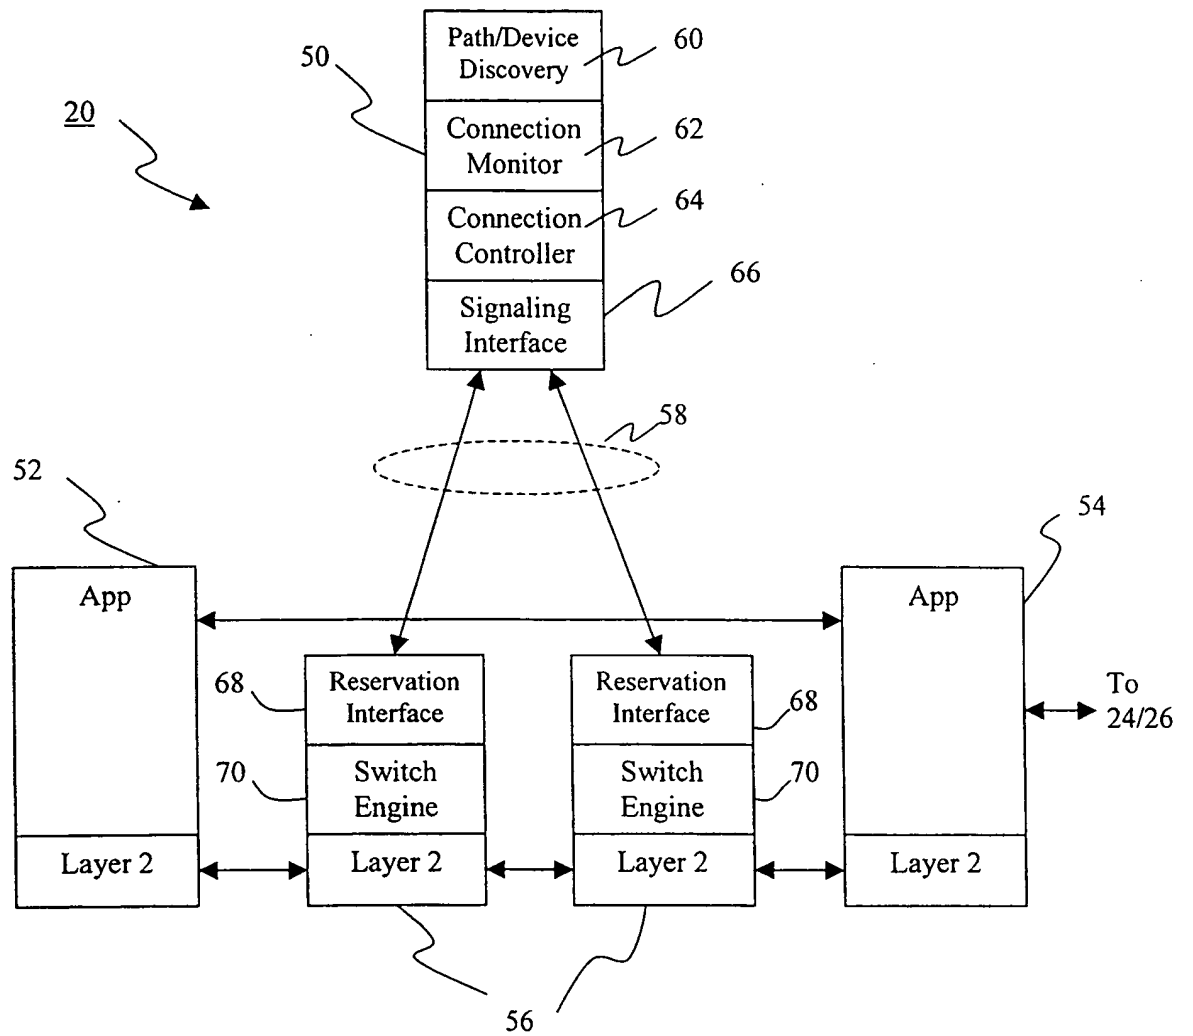 Path/Device
Discovery
60
50
20
Connection
Monitor
62
Connection
Controller
64
66
Signaling
Interface
58
52
54
App
App
68
Reservation
Interface
Reservation
Interface
68
To
24/26
70
Switch
Engine
Switch
Engine
70
Layer 2
Layer 2
Layer 2
Layer 2
56